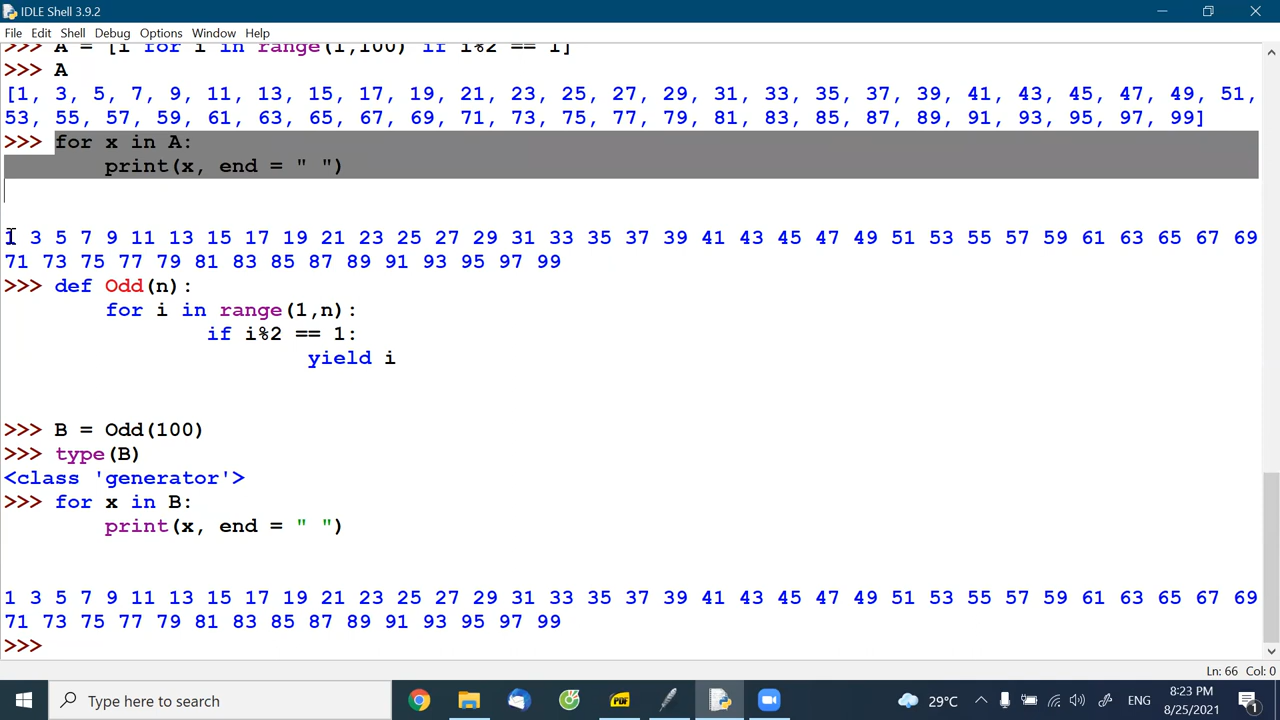 IDLE Shell 3.9.2
File Edit Shell Debug Options Window Help
>>> A = [i for i in range(1,100) if i%2 == 1]
>>> A
[1, 3, 5, 7, 9, 11, 13, 15, 17, 19, 21, 23, 25, 27, 29, 31, 33, 35, 37, 39, 41, 43, 45, 47, 49, 51,
53, 55, 57, 59, 61, 63, 65, 67, 69, 71, 73, 75, 77, 79, 81, 83, 85, 87, 89, 91, 93, 95, 97, 99]
>>> for x in A:
print(x, end = " ")
1 3 5 7 9 11 13 15 17 19 21 23 25 27 29 31 33 35 37 39 41 43 45 47 49 51 53 55 57 59 61 63 65 67 69
71 73 75 77 79 81 83 85 87 89 91 93 95 97 99
>>> def Odd(n):
for i in range(1,n):
if i%2 == 1:
yield i
>>> B = Odd(100)
>>> type(B)
<class 'generator'>
>>> for x in B:
print(x, end = " ")
1 3 5 7 9 11 13 15 17 19 21 23 25 27 29 31 33 35 37 39 41 43 45 47 49 51 53 55 57 59 61 63 65 67 69
71 73 75 77 79 81 83 85 87 89 91 93 95 97 99
>>>
Ln: 66 Col: 0
Type here to search
PDF
29°C
ENG
8:23 PM
8/25/2021
1